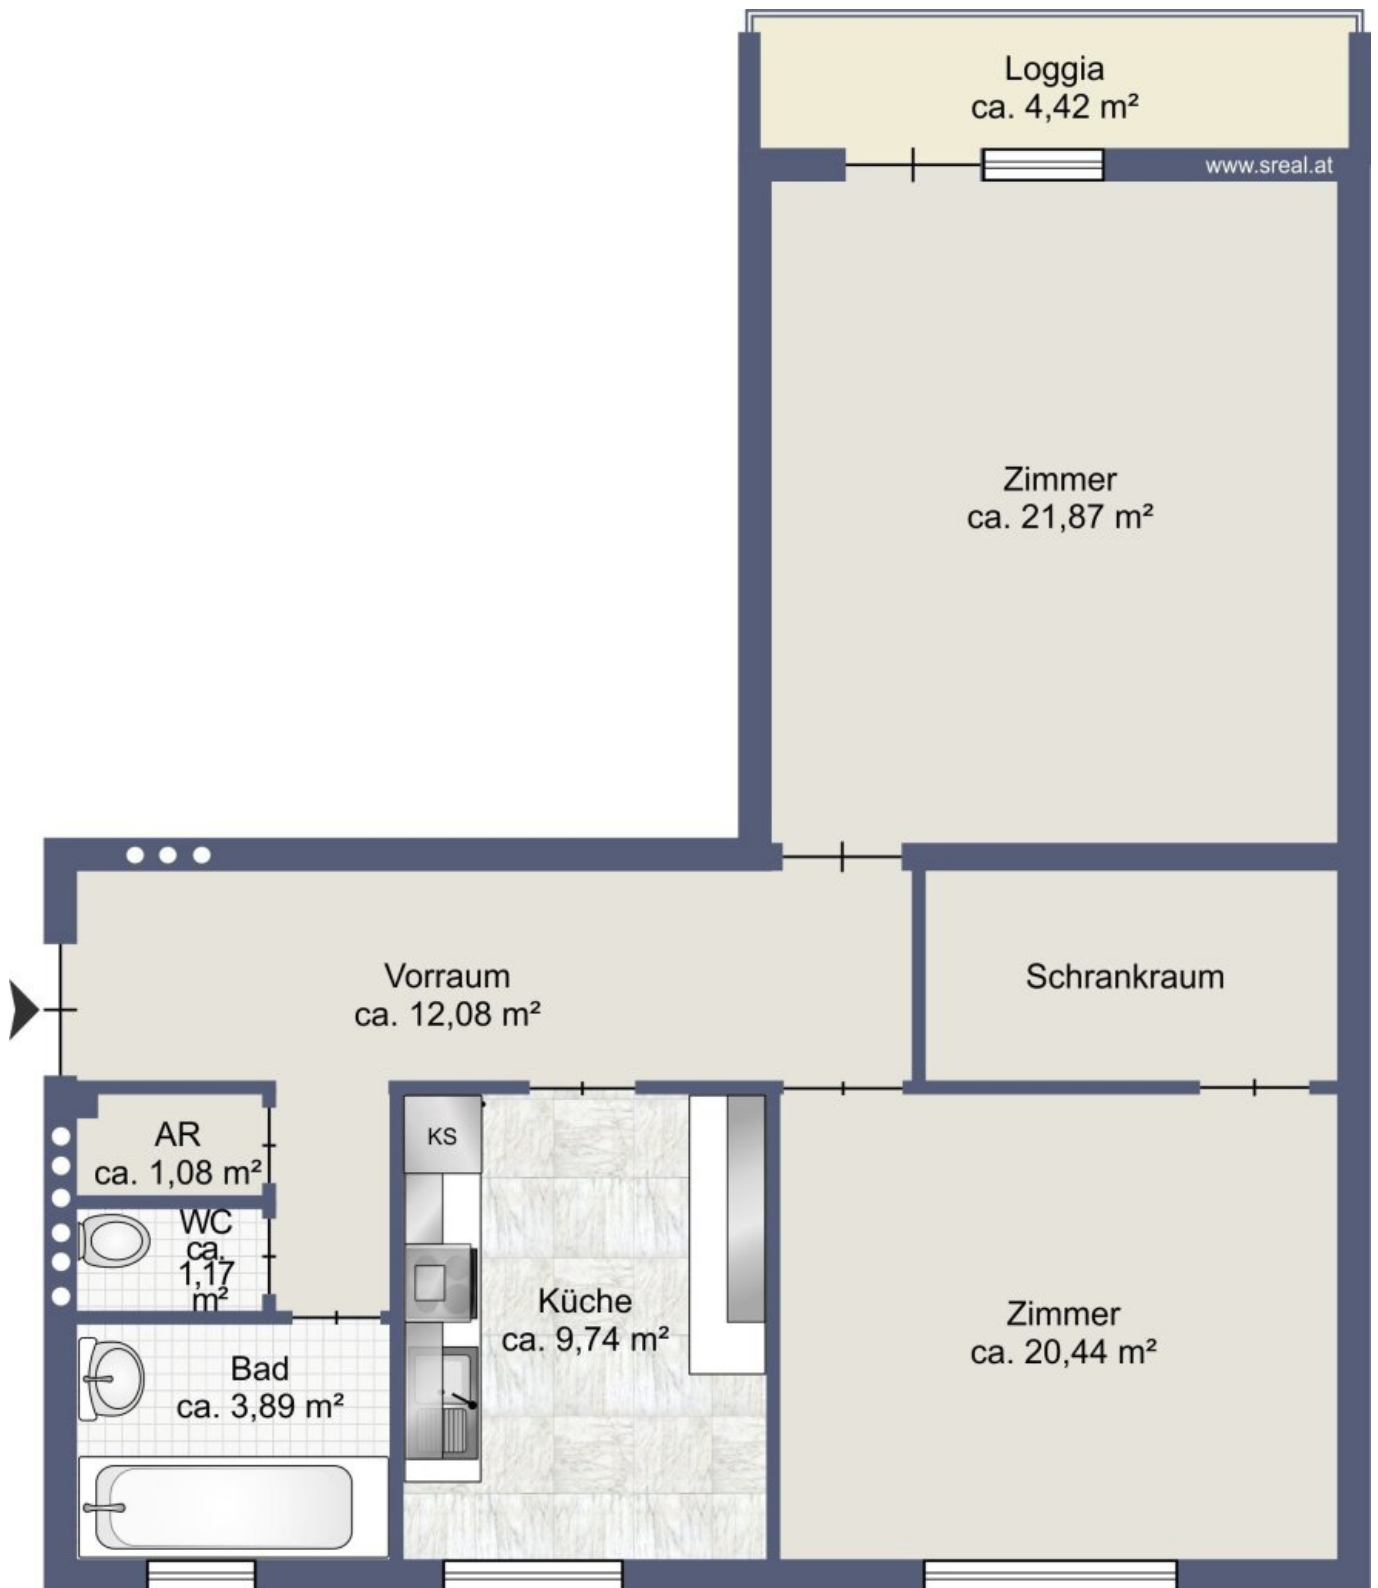 Loggia
ca. 4,42 m²
www.sreal.at
Zimmer
ca. 21,87 m²
Vorraum
ca. 12,08 m²
Schrankraum
AR
ca. 1,08 m²
KS
WC
ca.
1,17
m²
Küche
ca. 9,74 m²
Zimmer
ca. 20,44 m²
Bad
ca. 3,89 m²